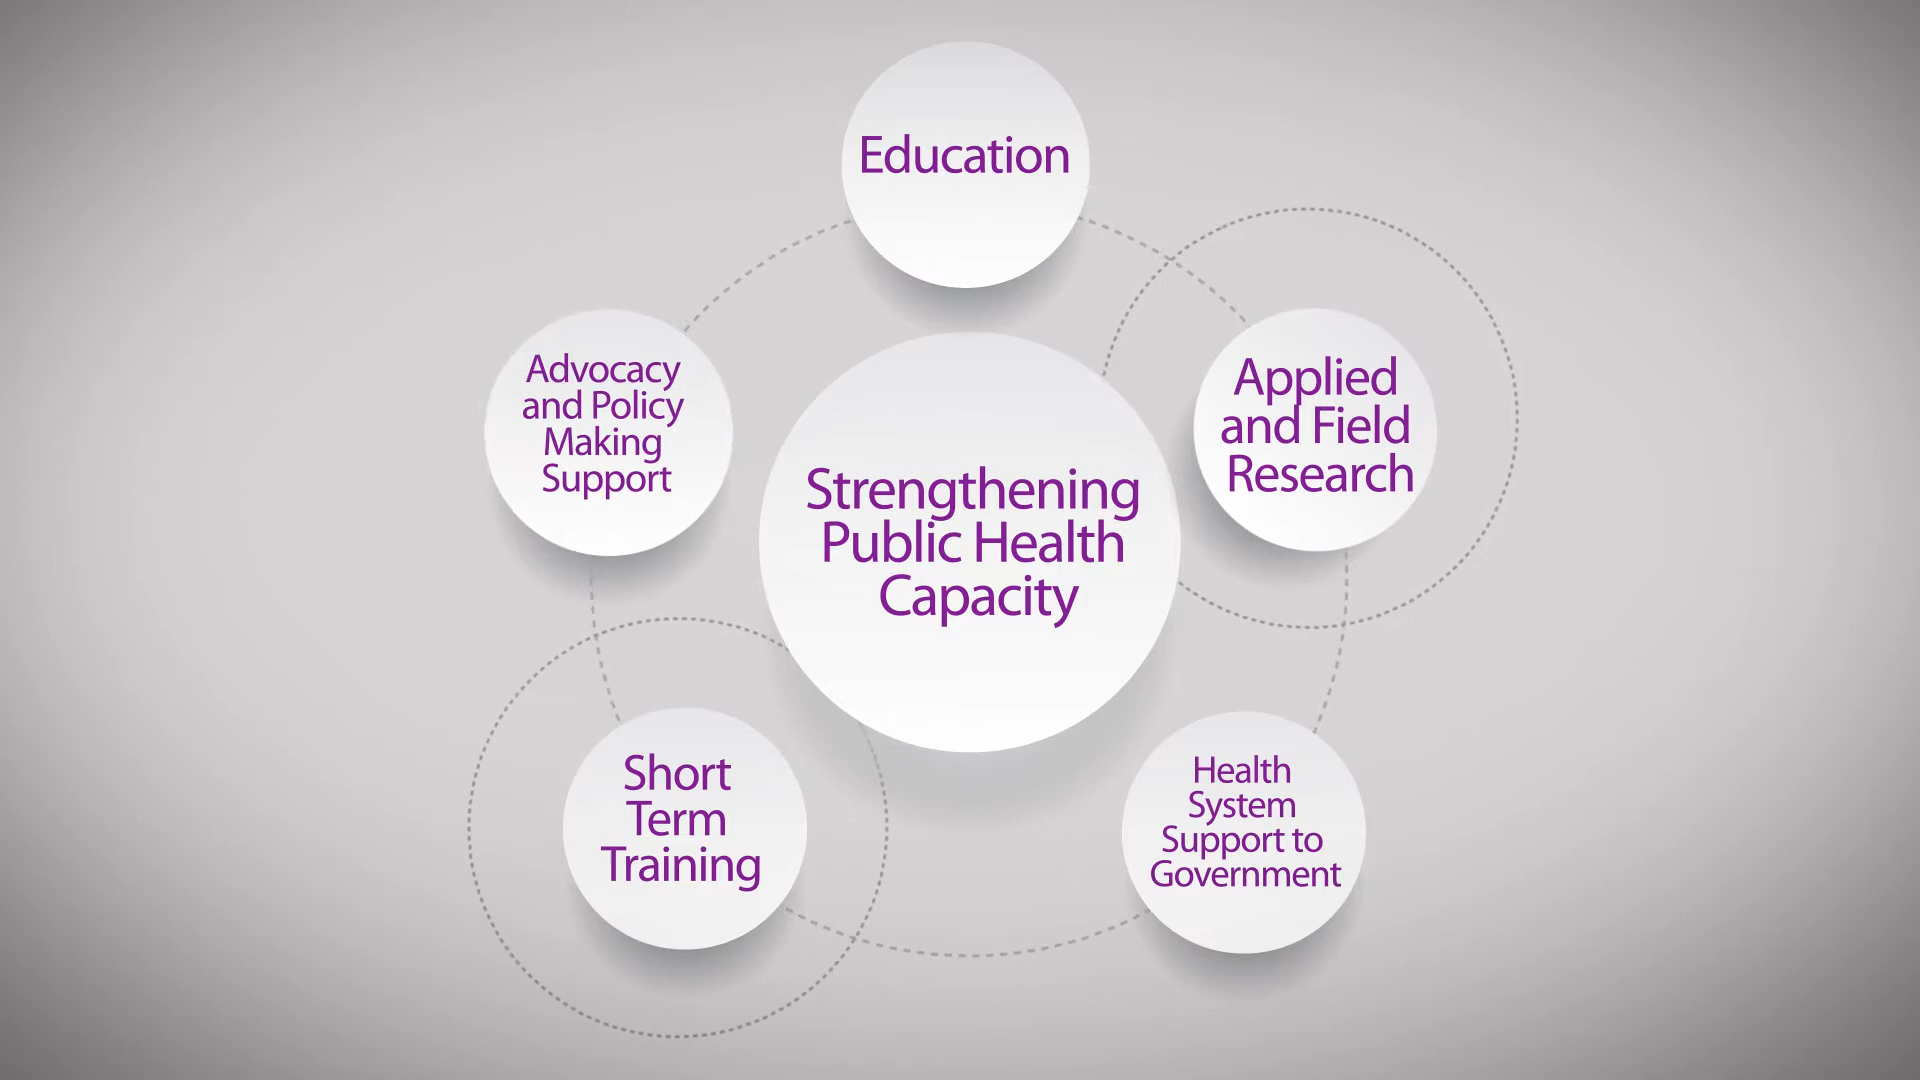 Education
Advocacy
and Policy
Making
Support
Applied
and Field
Research
Strengthening
Public Health
Capacity
Short
Term
Training
Health
System
Support to
Government